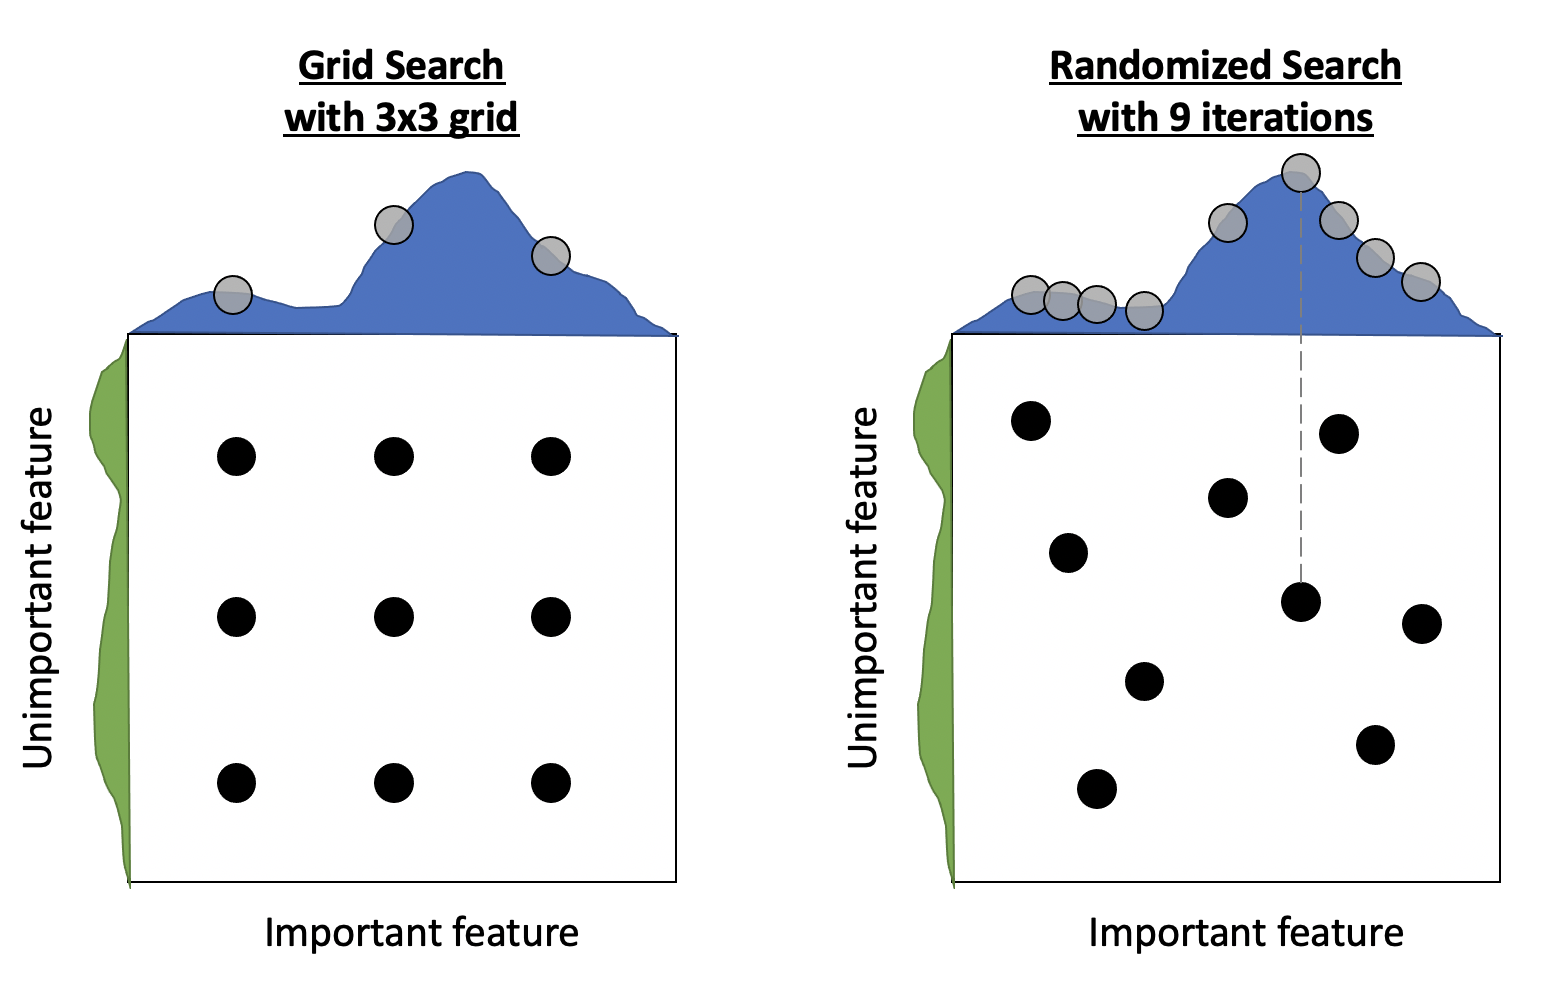 Grid Search
with 3x3 grid
Unimportant feature
Important feature
Randomized Search
with 9 iterations
Unimportant feature
Important feature